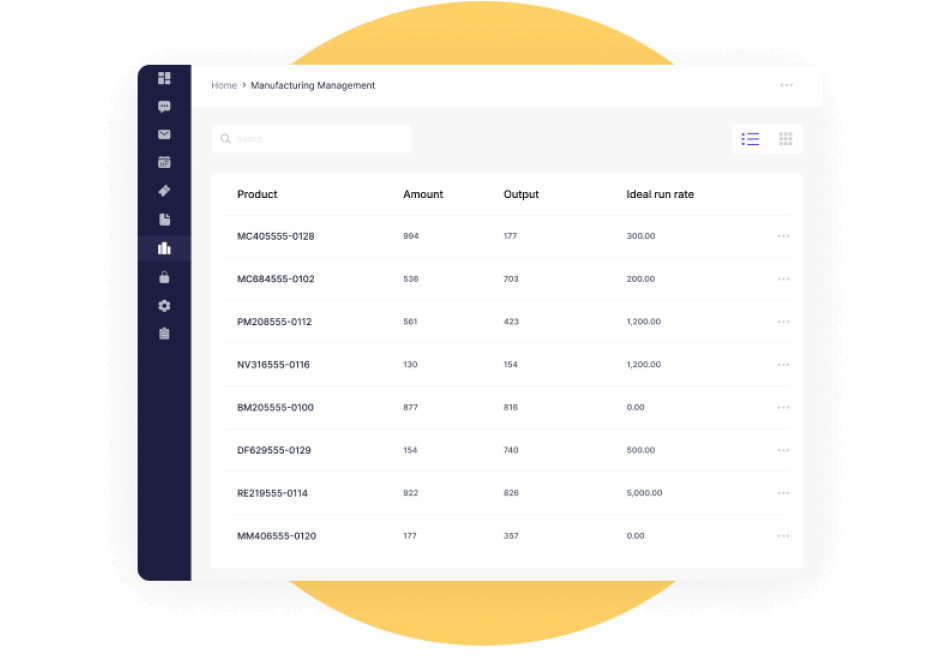 Home > Manufacturing Management
Search
Product Amount Output Ideal run rate
MC405555-0128 994 177 300.00
MC684555-0102 536 703 200.00
PM208555-0112 561 423 1,200.00
NV316555-0116 130 154 1,200.00
BM205555-0100 877 816 0.00
DF629555-0129 154 740 500.00
RE219555-0114 922 826 5,000.00
MM406555-0120 177 357 0.00